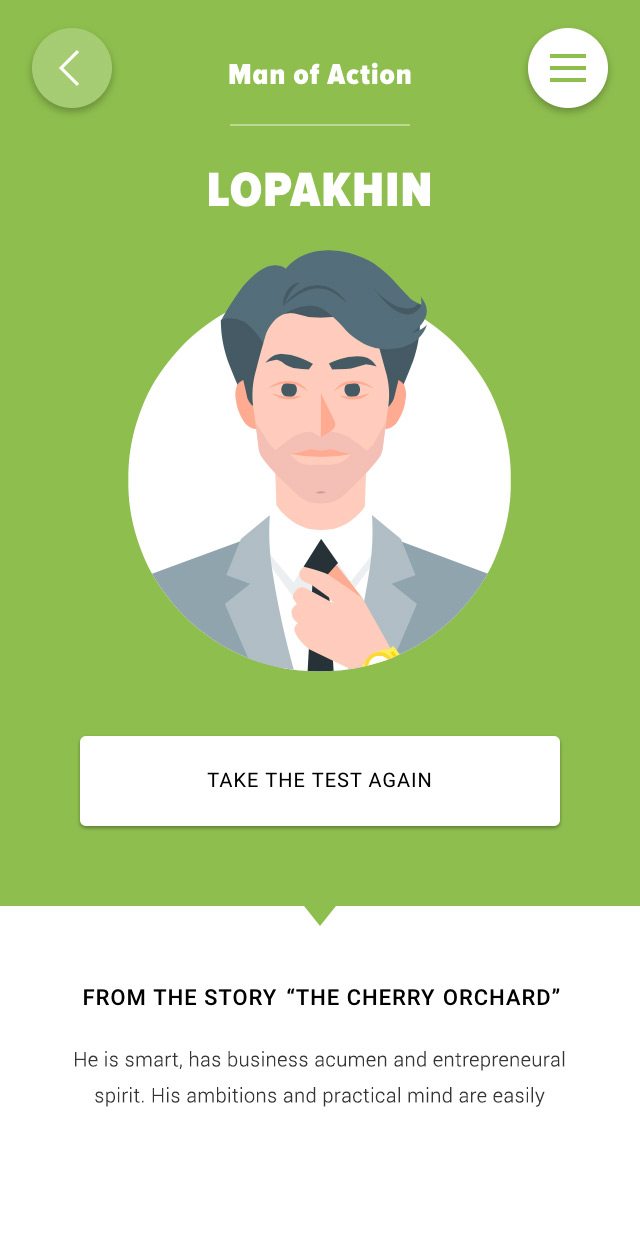 Man of Action
LOPAKHIN
TAKE THE TEST AGAIN
FROM THE STORY “THE CHERRY ORCHARD”
He is smart, has business acumen and entrepreneural
spirit. His ambitions and practical mind are easily